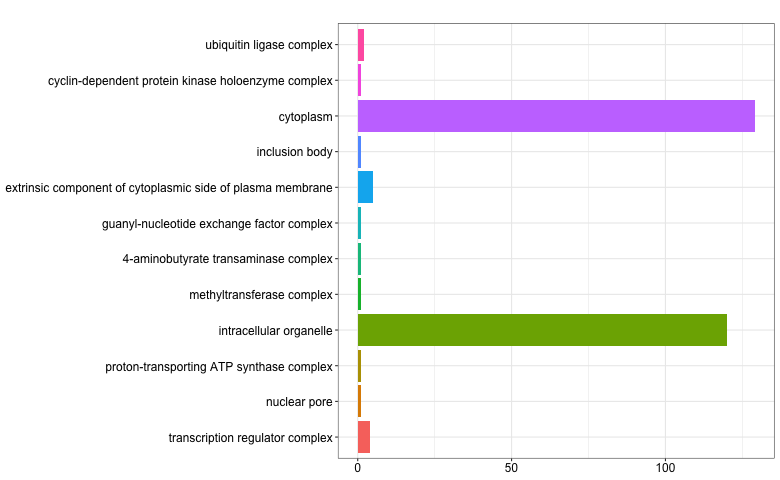 ubiquitin ligase complex
cyclin-dependent protein kinase holoenzyme complex
cytoplasm
inclusion body
extrinsic component of cytoplasmic side of plasma membrane
guanyl-nucleotide exchange factor complex
4-aminobutyrate transaminase complex
methyltransferase complex
intracellular organelle
proton-transporting ATP synthase complex
nuclear pore
transcription regulator complex
0 50 100